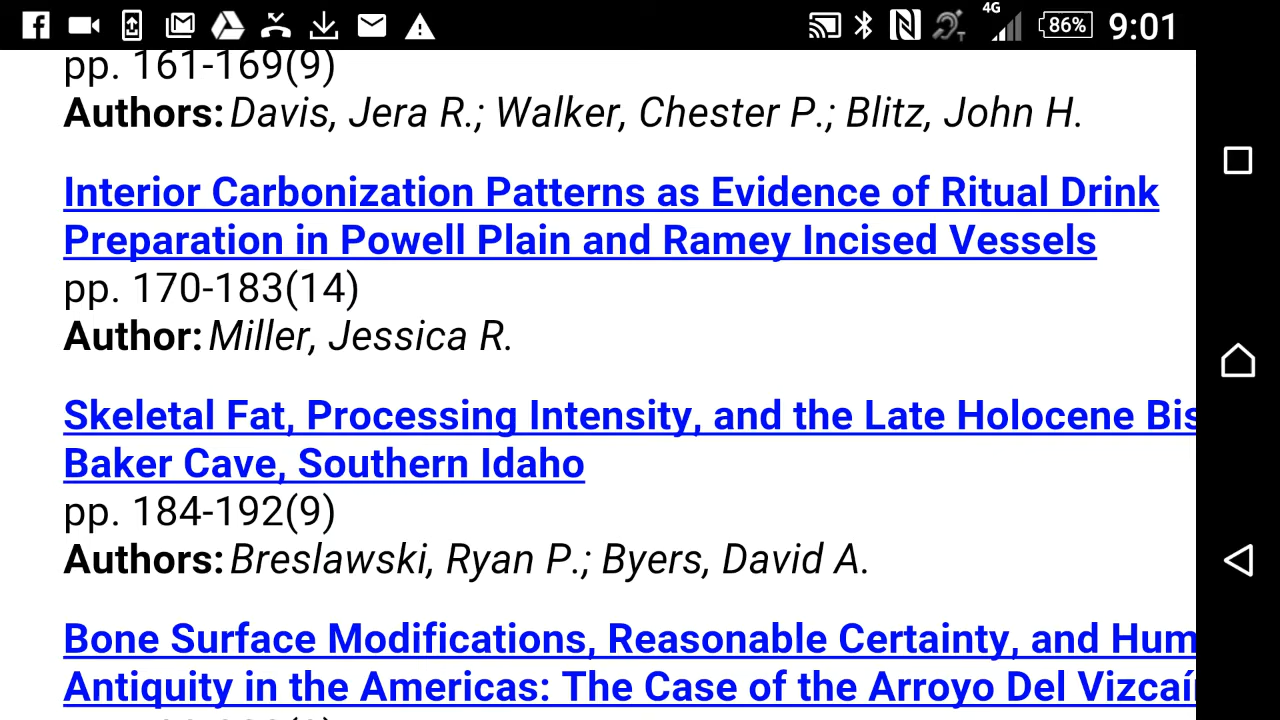 4G
86%
9:01
pp. 161-169(9)
Authors: Davis, Jera R.; Walker, Chester P.; Blitz, John H.
Interior Carbonization Patterns as Evidence of Ritual Drink
Preparation in Powell Plain and Ramey Incised Vessels
pp. 170-183(14)
Author: Miller, Jessica R.
Skeletal Fat, Processing Intensity, and the Late Holocene Bis
Baker Cave, Southern Idaho
pp. 184-192(9)
Authors: Breslawski, Ryan P.; Byers, David A.
Bone Surface Modifications, Reasonable Certainty, and Hum
Antiquity in the Americas: The Case of the Arroyo Del Vizcaí